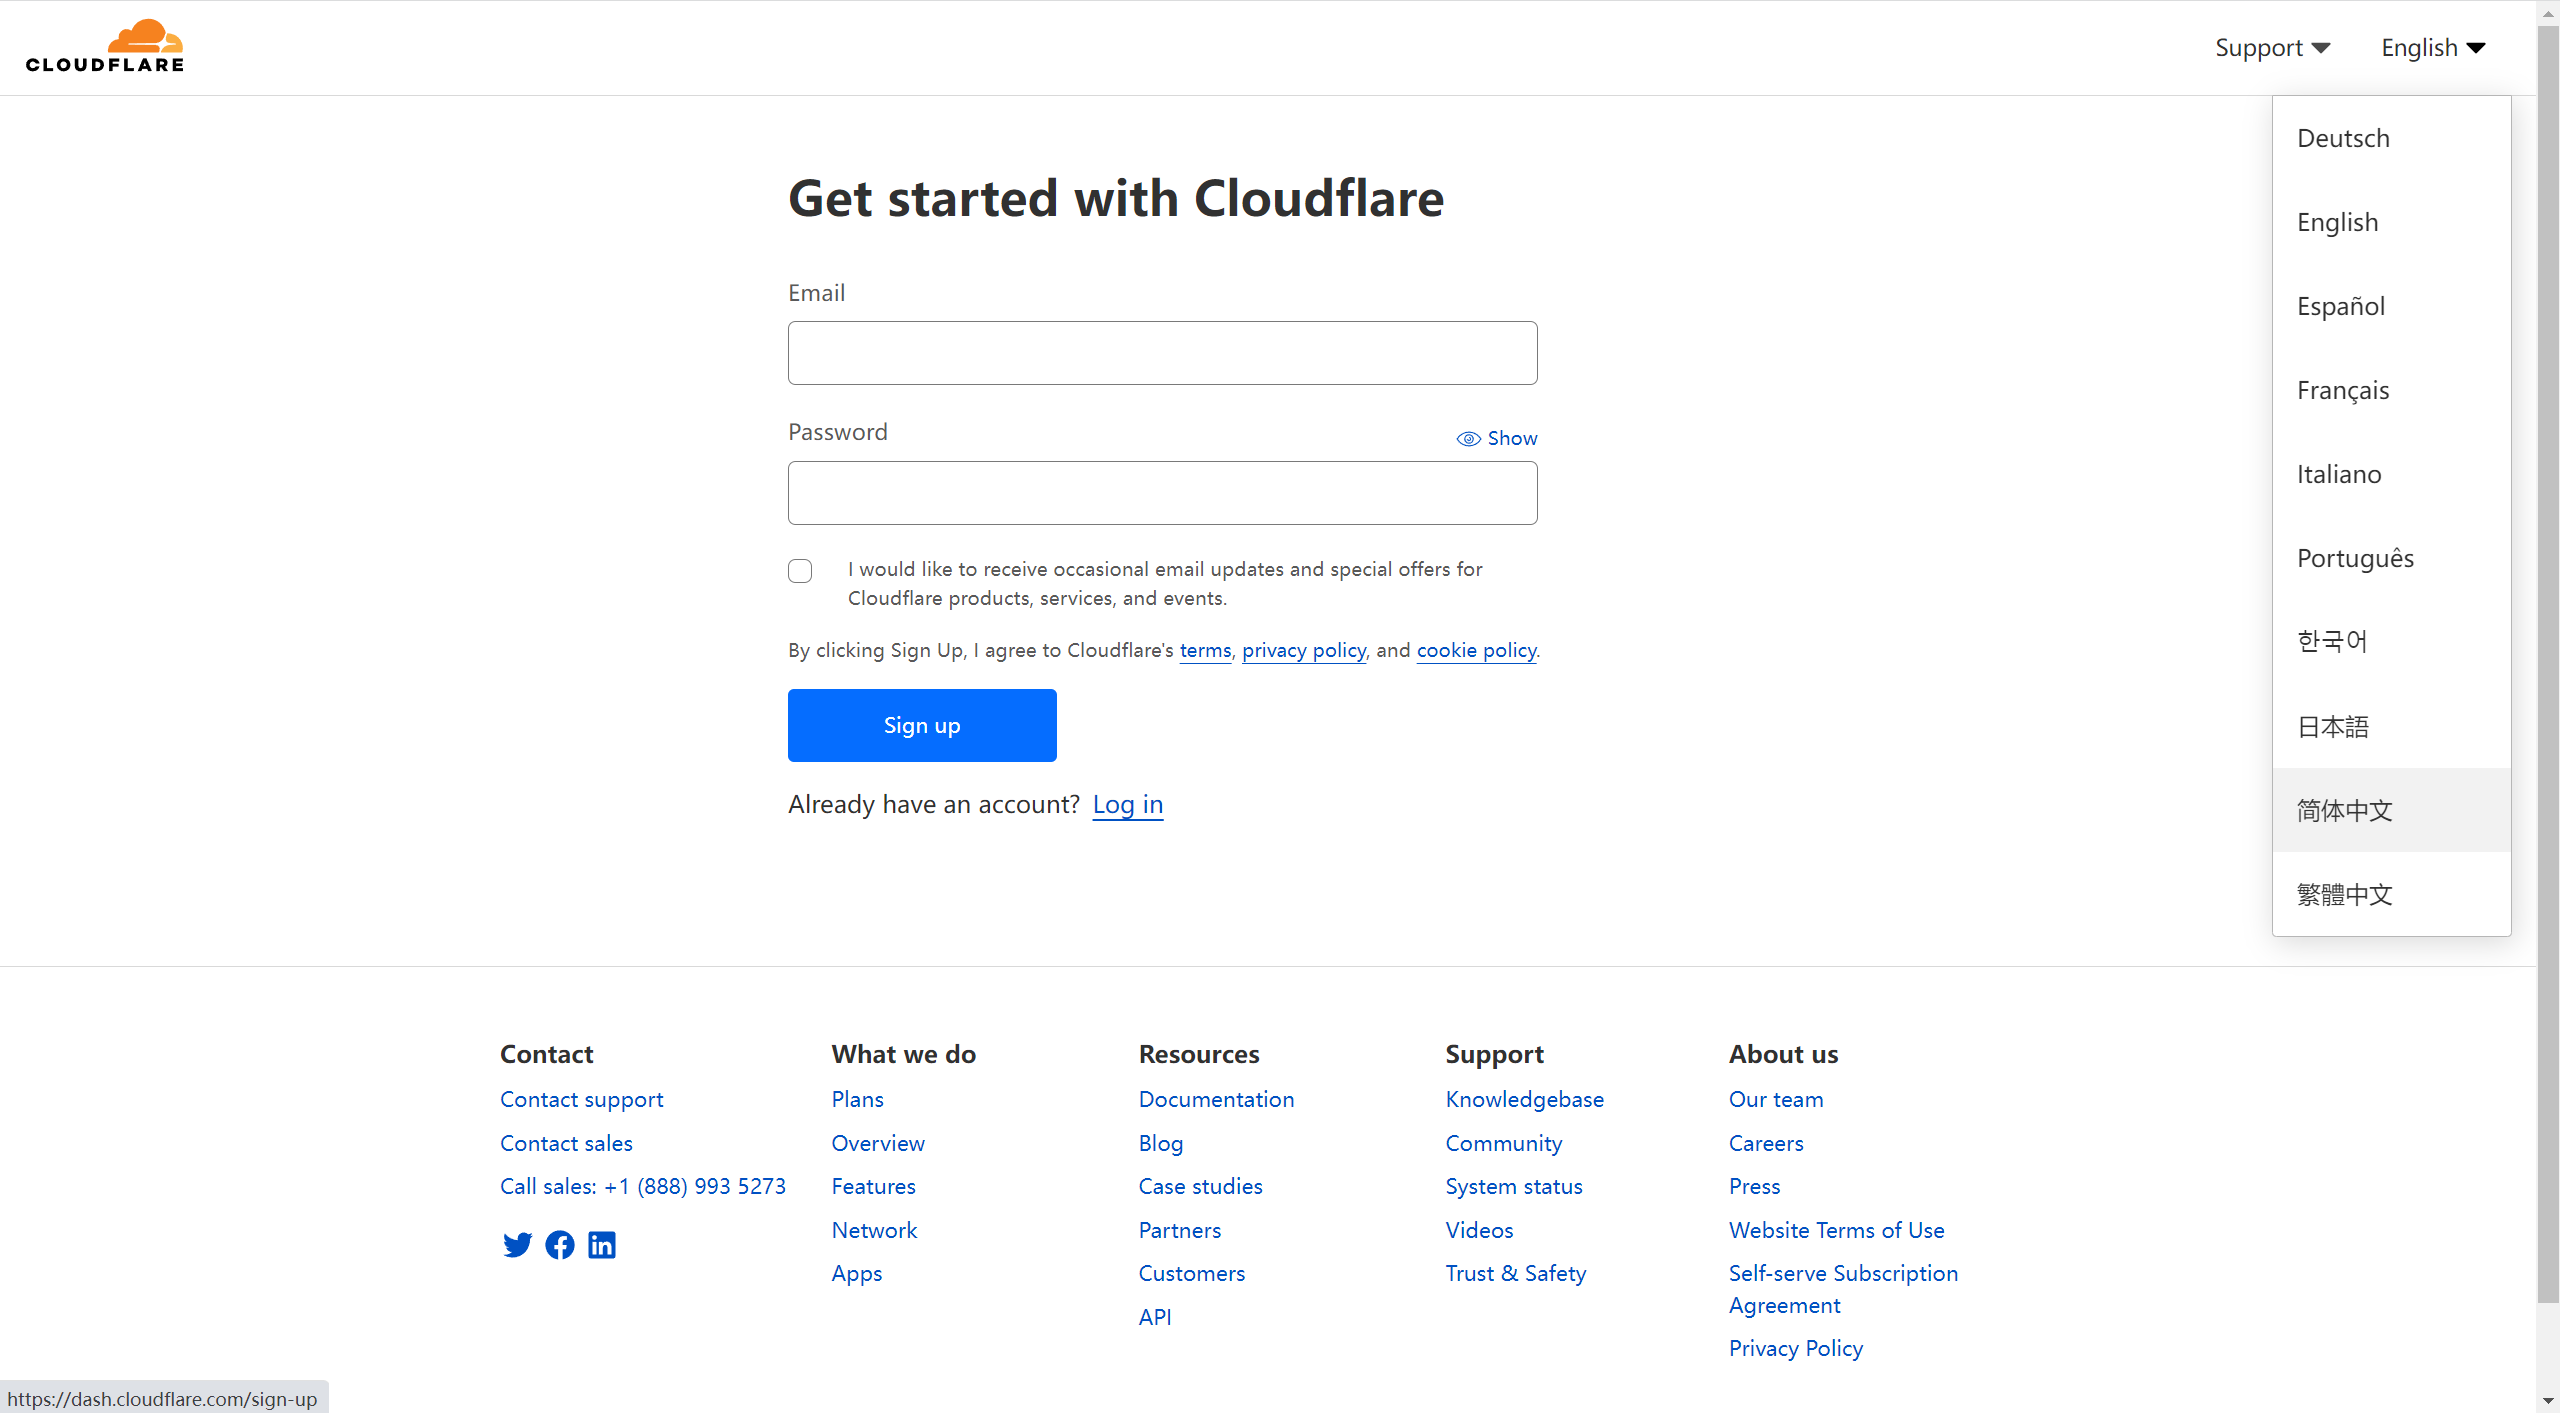 CLOUDFLARE
Support
English
Deutsch
English
Español
Français
Italiano
Português
한국어
日本語
简体中文
繁體中文
Get started with Cloudflare
Email
Password
Show
I would like to receive occasional email updates and special offers for
Cloudflare products, services, and events.
By clicking Sign Up, I agree to Cloudflare's terms, privacy policy, and cookie policy.
Sign up
Already have an account? Log in
Contact
Contact support
Contact sales
Call sales: +1 (888) 993 5273
What we do
Plans
Overview
Features
Network
Apps
Resources
Documentation
Blog
Case studies
Partners
Customers
API
Support
Knowledgebase
Community
System status
Videos
Trust & Safety
About us
Our team
Careers
Press
Website Terms of Use
Self-serve Subscription
Agreement
Privacy Policy
https://dash.cloudflare.com/sign-up